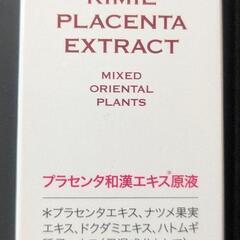 PLACENTA
EXTRACT
MIXED
ORIENTAL
PLANTS
プラセンタ和漢エキス原液
＊プラセンタエキス、ナツメ果実
エキス、ドクダミエキス、ハトムギ